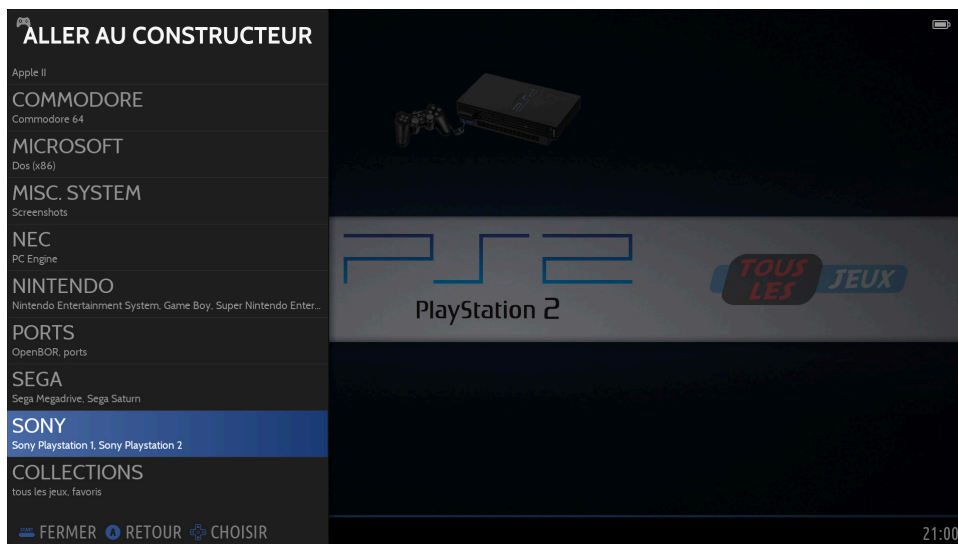 ALLER AU CONSTRUCTEUR
Apple II
COMMODORE
Commodore 64
MICROSOFT
Dos (x86)
MISC. SYSTEM
Screenshots
NEC
PC Engine
NINTENDO
Nintendo Entertainment System, Game Boy, Super Nintendo Enter...
PORTS
OpenBOR, ports
SEGA
Sega Megadrive, Sega Saturn
SONY
Sony Playstation 1, Sony Playstation 2
COLLECTIONS
tous les jeux, favoris
START FERMER A RETOUR CHOISIR
PS2
PlayStation 2
TOUS
LES
JEUX
21:00